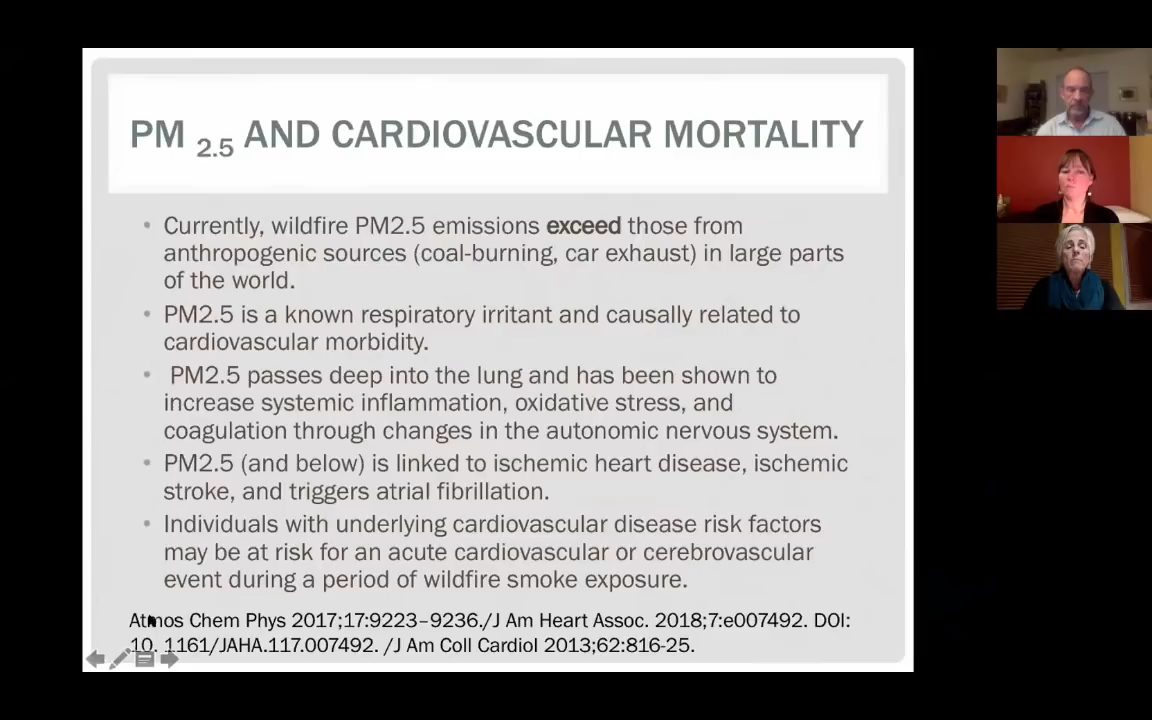 PM 2.5 AND CARDIOVASCULAR MORTALITY
• Currently, wildfire PM2.5 emissions exceed those from
anthropogenic sources (coal-burning, car exhaust) in large parts
of the world.
• PM2.5 is a known respiratory irritant and causally related to
cardiovascular morbidity.
• PM2.5 passes deep into the lung and has been shown to
increase systemic inflammation, oxidative stress, and
coagulation through changes in the autonomic nervous system.
• PM2.5 (and below) is linked to ischemic heart disease, ischemic
stroke, and triggers atrial fibrillation.
• Individuals with underlying cardiovascular disease risk factors
may be at risk for an acute cardiovascular or cerebrovascular
event during a period of wildfire smoke exposure.
Atmos Chem Phys 2017;17:9223–9236./J Am Heart Assoc. 2018;7:e007492. DOI:
10. 1161/JAHA.117.007492. /J Am Coll Cardiol 2013;62:816-25.